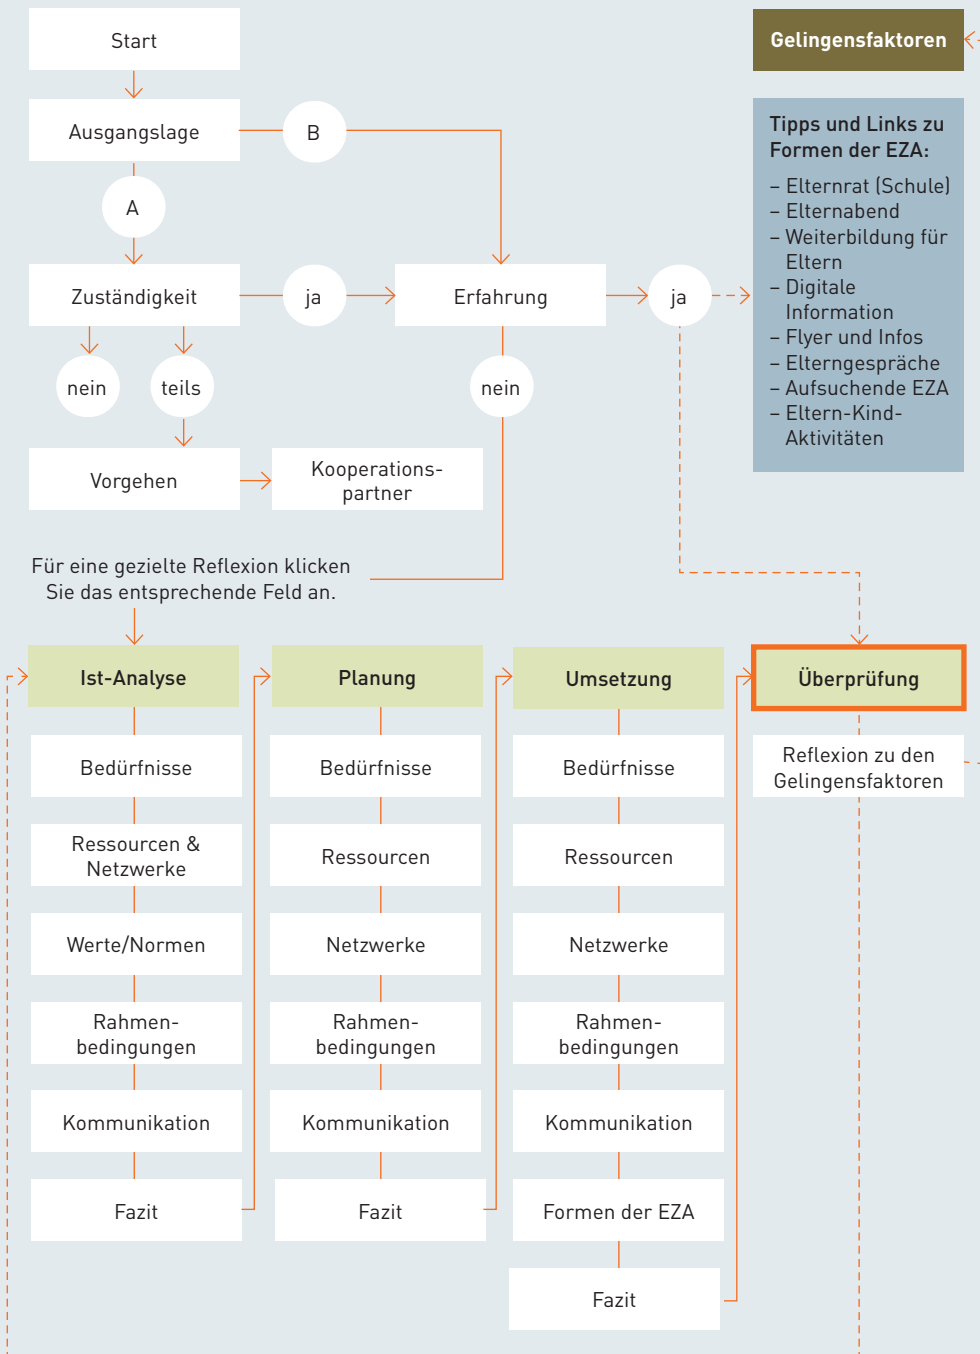 Start
Ausgangslage
B
A
Zuständigkeit
ja
Erfahrung
ja
nein
teils
nein
Vorgehen
Kooperations-
partner
Gelingensfaktoren
Tipps und Links zu
Formen der EZA:
– Elternrat (Schule)
– Elternabend
– Weiterbildung für
Eltern
– Digitale
Information
– Flyer und Infos
– Elterngespräche
– Aufsuchende EZA
– Eltern-Kind-
Aktivitäten
Für eine gezielte Reflexion klicken
Sie das entsprechende Feld an.
Ist-Analyse
Bedürfnisse
Ressourcen &
Netzwerke
Werte/Normen
Rahmen-
bedingungen
Kommunikation
Fazit
Planung
Bedürfnisse
Ressourcen
Netzwerke
Rahmen-
bedingungen
Kommunikation
Fazit
Umsetzung
Bedürfnisse
Ressourcen
Netzwerke
Rahmen-
bedingungen
Kommunikation
Formen der EZA
Fazit
Überprüfung
Reflexion zu den
Gelingensfaktoren